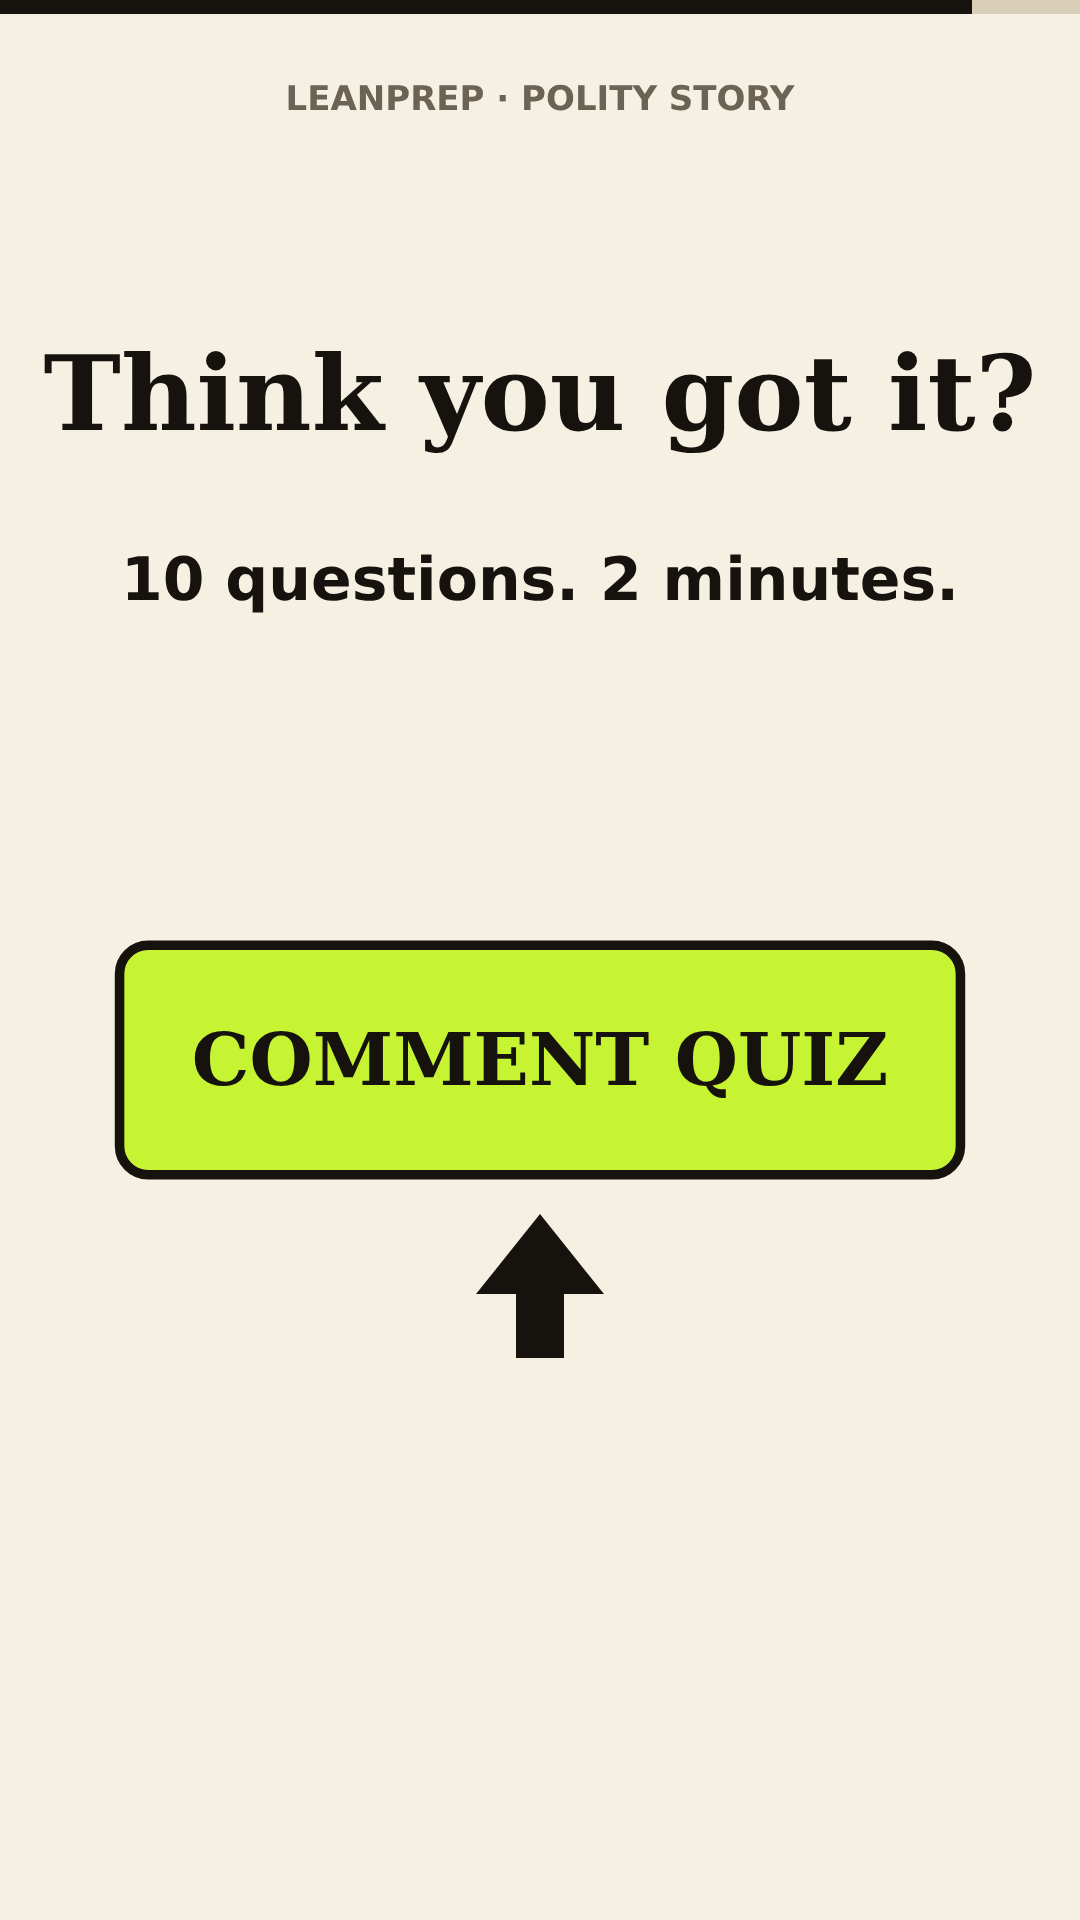 LEANPREP · POLITY STORY
Think you got it?
10 questions. 2 minutes.
COMMENT QUIZ